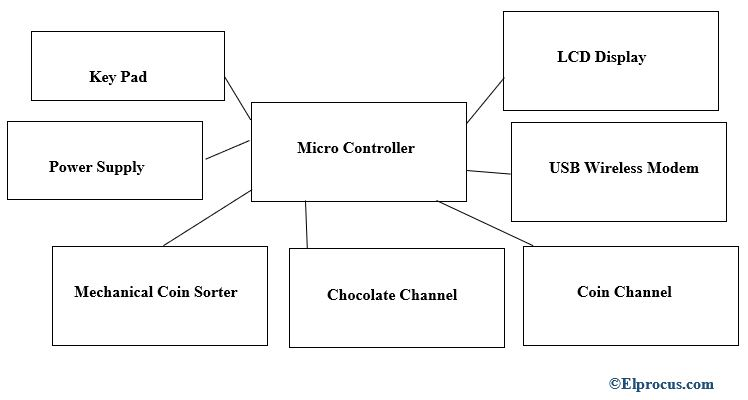 Key Pad
LCD Display
Micro Controller
Power Supply
USB Wireless Modem
Mechanical Coin Sorter
Chocolate Channel
Coin Channel
©Elprocus.com